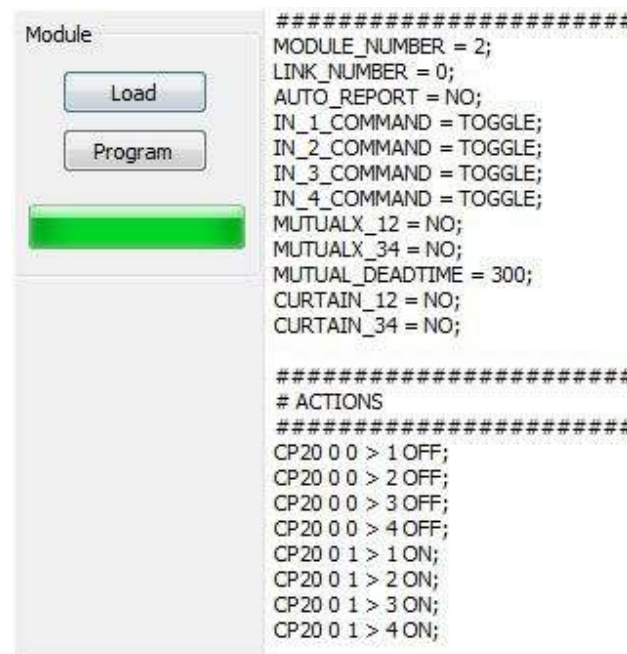 Module
Load
Program
########################
MODULE_NUMBER = 2;
LINK_NUMBER = 0;
AUTO_REPORT = NO;
IN_1_COMMAND = TOGGLE;
IN_2_COMMAND = TOGGLE;
IN_3_COMMAND = TOGGLE;
IN_4_COMMAND = TOGGLE;
MUTUALX_12 = NO;
MUTUALX_34 = NO;
MUTUAL_DEADTIME = 300;
CURTAIN_12 = NO;
CURTAIN_34 = NO;
########################
# ACTIONS
########################
CP20 0 0 > 1 OFF;
CP20 0 0 > 2 OFF;
CP20 0 0 > 3 OFF;
CP20 0 0 > 4 OFF;
CP20 0 1 > 1 ON;
CP20 0 1 > 2 ON;
CP20 0 1 > 3 ON;
CP20 0 1 > 4 ON;